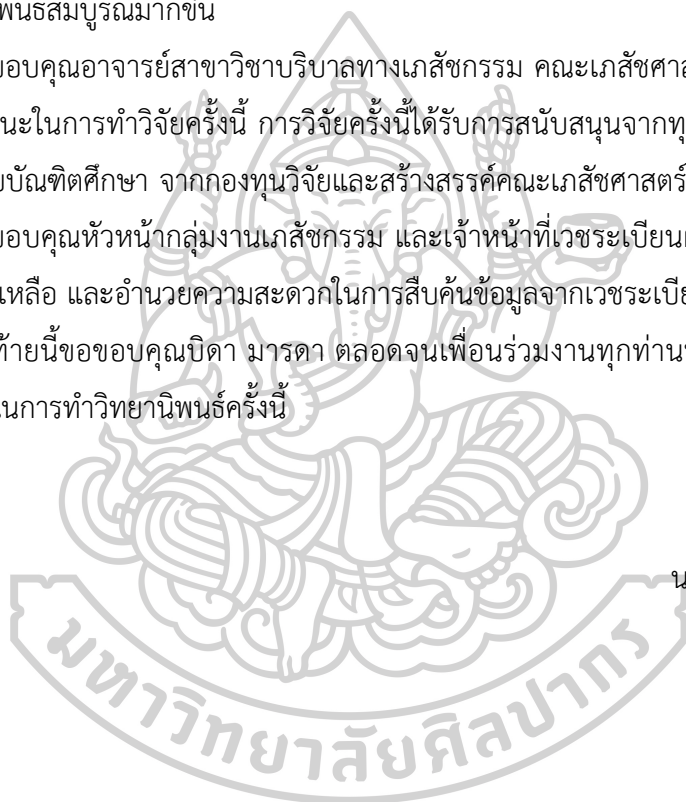 พนธสมบูรณมากขน
ขอบคุณอาจารย์สาขาวิชาบริบาลทางเภสัชกรรม คณะเภสัชศาส
นะในการทำวิจัยครั้งนี้ การวิจัยครั้งนี้ได้รับการสนับสนุนจากทุ
ยบัณฑิตศึกษา จากกองทุนวิจัยและสร้างสรรค์คณะเภสัชศาสตร์
ขอบคุณหัวหน้ากลุ่มงานเภสัชกรรม และเจ้าหน้าที่เวชระเบียน
เหลือ และอำนวยความสะดวกในการสืบค้นข้อมูลจากเวชระเบีย
ท้ายนี้ขอขอบคุณบิดา มารดา ตลอดจนเพื่อนร่วมงานทุกท่าน
นการทำวิทยานิพนธ์ครั้งนี้
น
มหาวิทยาลัยศิลปากร